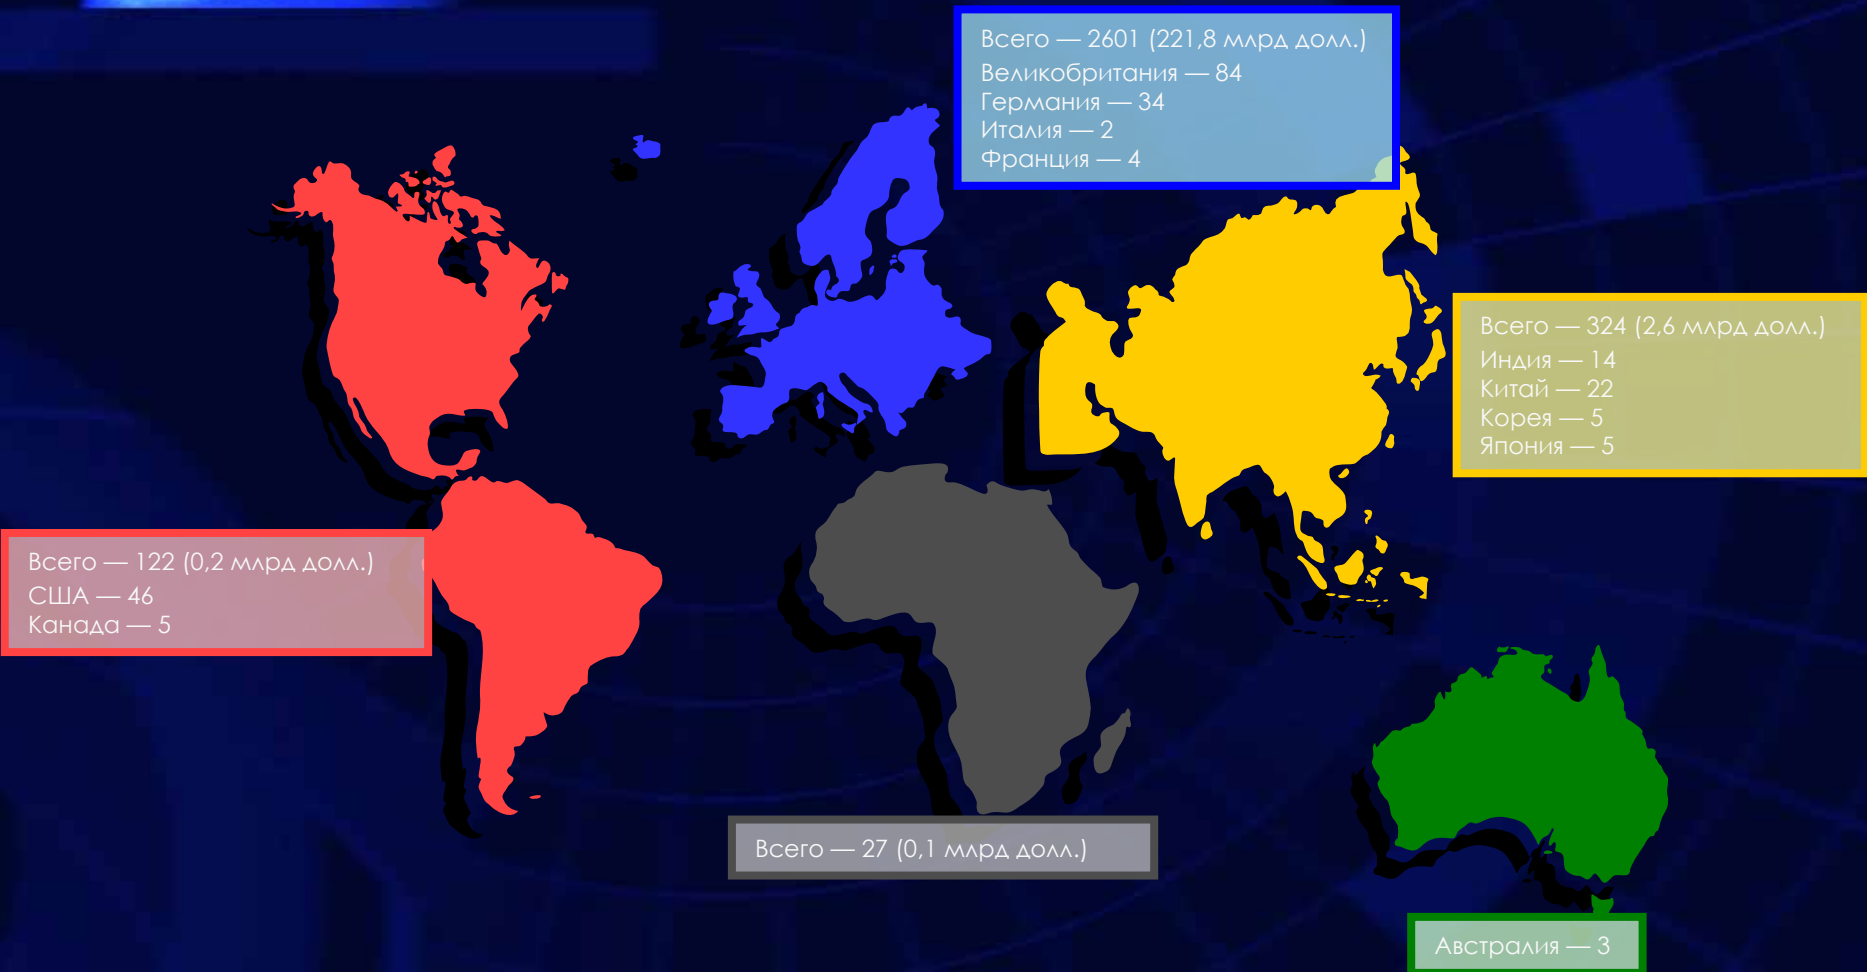 Всего — 2601 (221,8 млрд долл.)
Великобритания — 84
Германия — 34
Италия — 2
Франция — 4
Всего — 324 (2,6 млрд долл.)
Индия — 14
Китай — 22
Корея — 5
Япония — 5
Всего — 122 (0,2 млрд долл.)
США — 46
Канада — 5
Всего — 27 (0,1 млрд долл.)
Австралия — 3